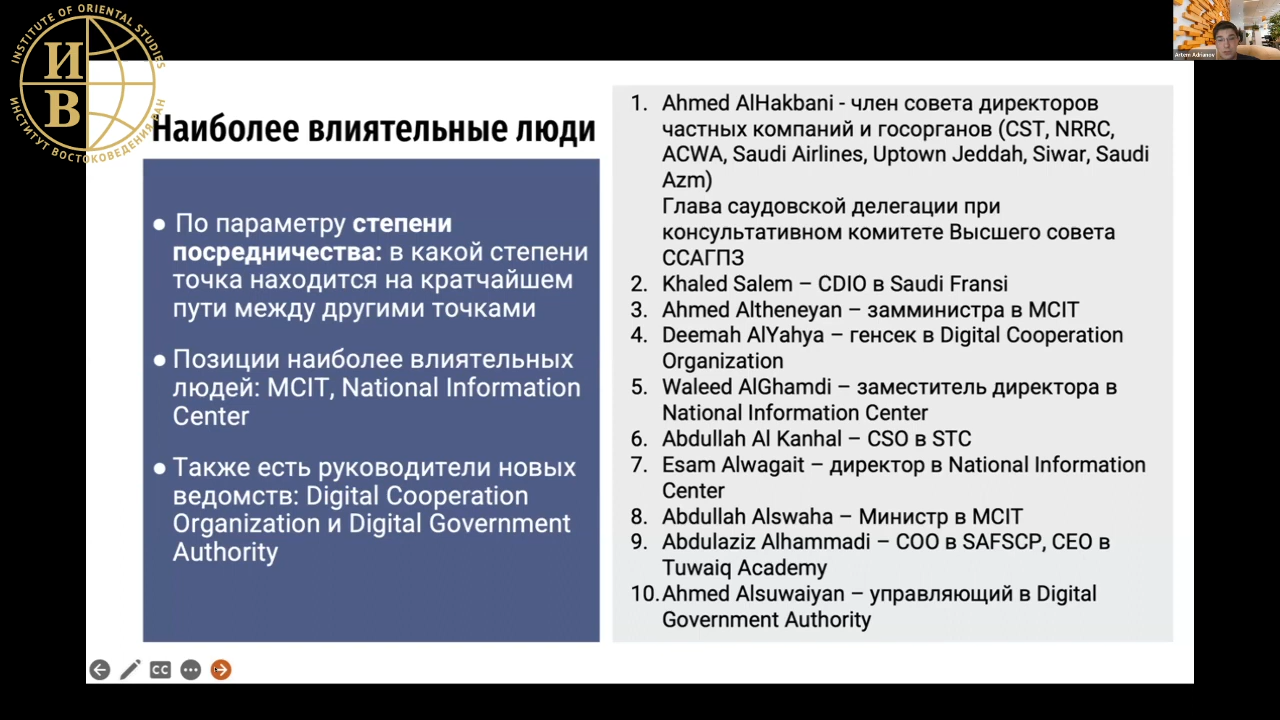 INSTITUTE OF ORIENTAL STUDIES
ИВ
ИНСТИТУТ ВОСТОКОВЕДЕНИЯ РАН
Artem Adrianov
Наиболее влиятельные люди
● По параметру степени
посредничества: в какой степени
точка находится на кратчайшем
пути между другими точками
● Позиции наиболее влиятельных
людей: MCIT, National Information
Center
● Также есть руководители новых
ведомств: Digital Cooperation
Organization и Digital Government
Authority
1. Ahmed AlHakbani - член совета директоров
частных компаний и госорганов (CST, NRRC,
ACWA, Saudi Airlines, Uptown Jeddah, Siwar, Saudi
Azm)
Глава саудовской делегации при
консультативном комитете Высшего совета
ССАГПЗ
2. Khaled Salem – CDIO в Saudi Fransi
3. Ahmed Altheneyan – замминистра в MCIT
4. Deemah AlYahya – генсек в Digital Cooperation
Organization
5. Waleed AlGhamdi – заместитель директора в
National Information Center
6. Abdullah Al Kanhal – CSO в STC
7. Esam Alwagait – директор в National Information
Center
8. Abdullah Alswaha – Министр в MCIT
9. Abdulaziz Alhammadi – COO в SAFSCP, CEO в
Tuwaiq Academy
10. Ahmed Alsuwaiyan – управляющий в Digital
Government Authority
CC